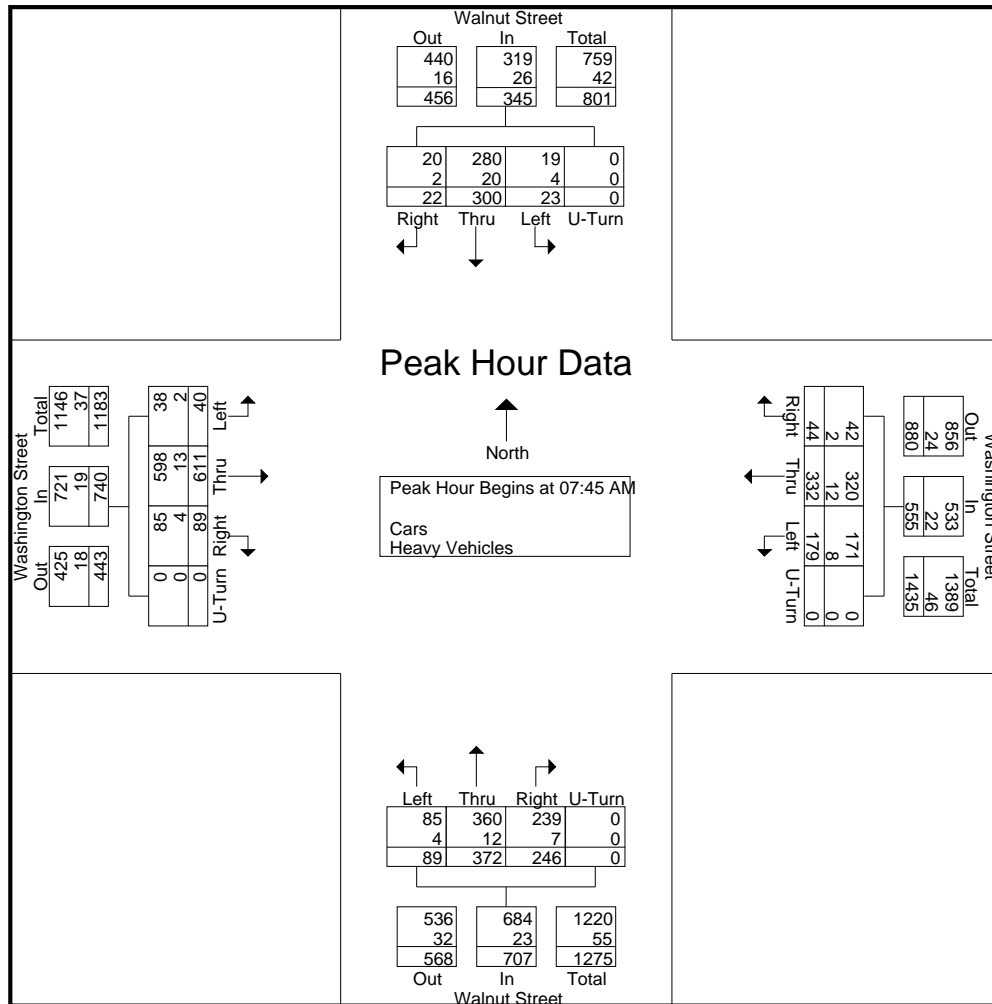 Walnut Street
Out In Total
440 319 759
16 26 42
456 345 801
20 280 19 0
2 20 4 0
22 300 23 0
Right Thru Left U-Turn
Peak Hour Data
North
Peak Hour Begins at 07:45 AM
Cars
Heavy Vehicles
Washington Street
Out In Total
425 721 1146
18 19 37
443 740 1183
U-Turn Right Thru Left
0 85 598 38
0 4 13 2
0 89 611 40
Washington Street
Out In Total
856 533 1389
24 22 46
880 555 1435
42 320 171 0
2 12 8 0
44 332 179 0
Right Thru Left U-Turn
Left Thru Right U-Turn
85 360 239 0
4 12 7 0
89 372 246 0
536 684 1220
32 23 55
568 707 1275
Out In Total
Walnut Street